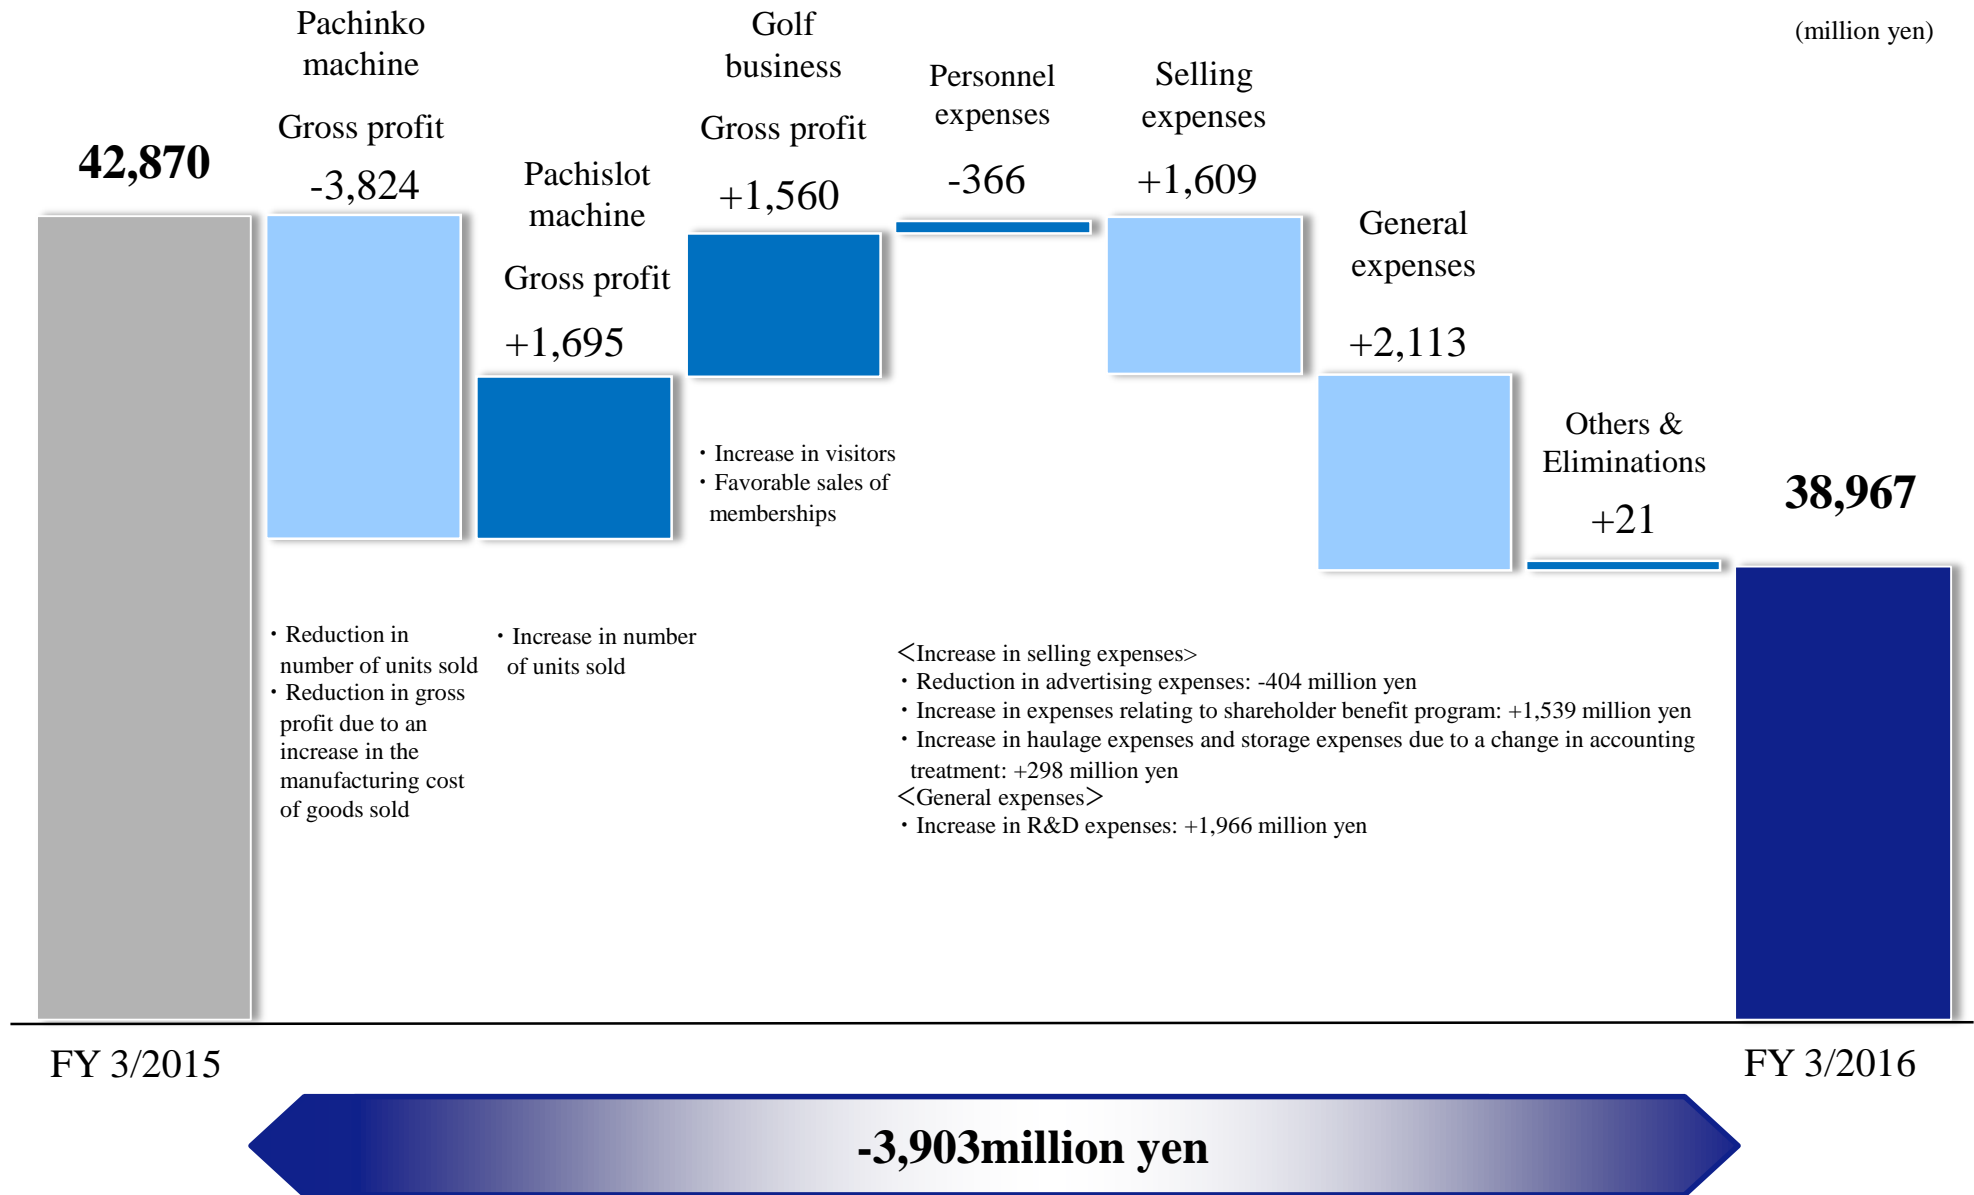 (million yen)
42,870
Pachinko
machine
Gross profit
-3,824
Pachislot
machine
Gross profit
+1,695
Golf
business
Gross profit
+1,560
Personnel
expenses
-366
Selling
expenses
+1,609
General
expenses
+2,113
Others &
Eliminations
+21
38,967
・Reduction in
number of units sold
・Reduction in gross
profit due to an
increase in the
manufacturing cost
of goods sold
・Increase in number
of units sold
・Increase in visitors
・Favorable sales of
memberships
<Increase in selling expenses>
・Reduction in advertising expenses: -404 million yen
・Increase in expenses relating to shareholder benefit program: +1,539 million yen
・Increase in haulage expenses and storage expenses due to a change in accounting
treatment: +298 million yen
<General expenses>
・Increase in R&D expenses: +1,966 million yen
FY 3/2015
FY 3/2016
-3,903million yen